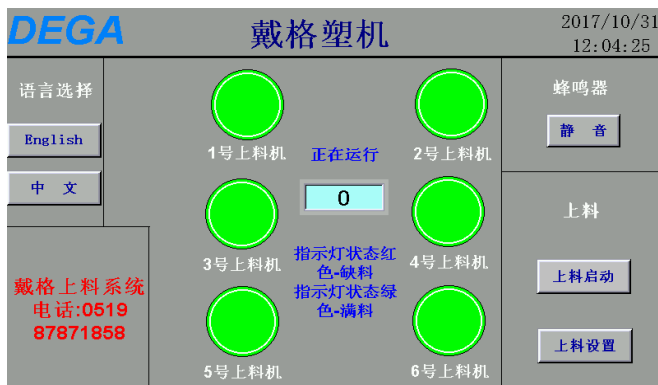 DEGA
戴格塑机
2017/10/31
12:04:25
语言选择
English
中 文
戴格上料系统
电话:0519
87871858
1号上料机
正在运行
2号上料机
0
3号上料机
指示灯状态红
色-缺料
指示灯状态绿
色-满料
4号上料机
5号上料机
6号上料机
蜂鸣器
静 音
上料
上料启动
上料设置